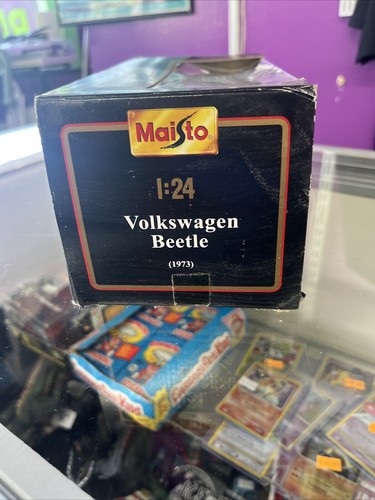 Maisto
1:24
Volkswagen
Beetle
(1973)